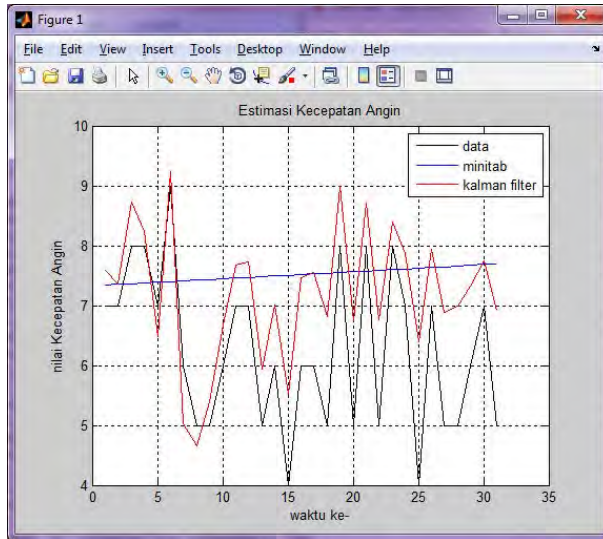 Figure 1
File Edit View Insert Tools Desktop Window Help
Estimasi Kecepatan Angin
10
9
8
7
6
5
4
nilai Kecepatan Angin
data
minitab
kalman filter
0 5 10 15 20 25 30 35
waktu ke-